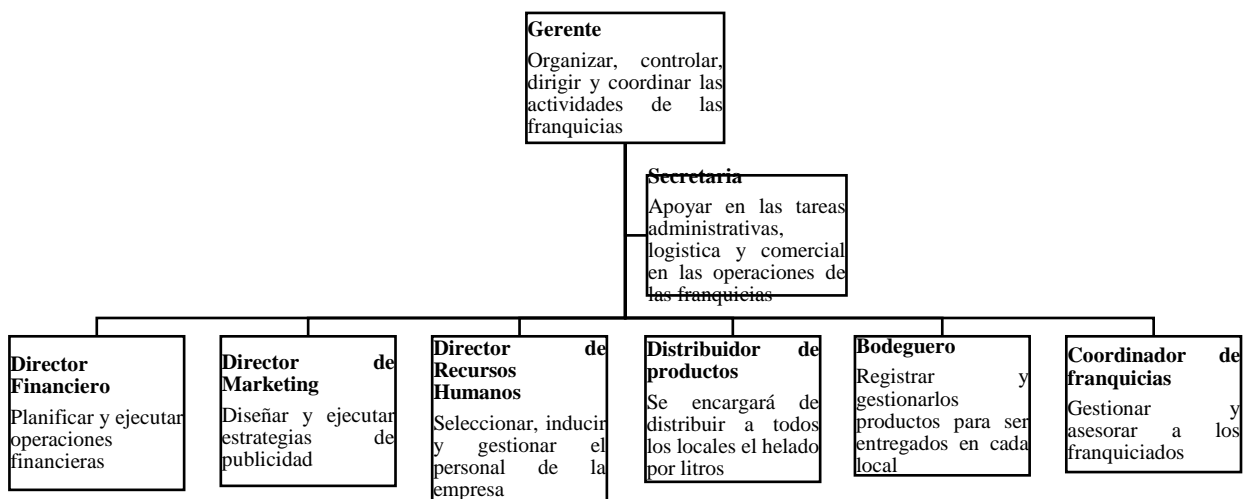 Gerente
Organizar, controlar,
dirigir y coordinar las
actividades de las
franquicias
Secretaria
Apoyar en las tareas
administrativas,
logistica y comercial
en las operaciones de
las franquicias
Director
Financiero
Planificar y ejecutar
operaciones
financieras
Director de
Marketing
Diseñar y ejecutar
estrategias de
publicidad
Director de
Recursos
Humanos
Seleccionar, inducir
y gestionar el
personal de la
empresa
Distribuidor de
productos
Se encargará de
distribuir a todos
los locales el helado
por litros
Bodeguero
Registrar y
gestionarlos
productos para ser
entregados en cada
local
Coordinador de
franquicias
Gestionar y
asesorar a los
franquiciados